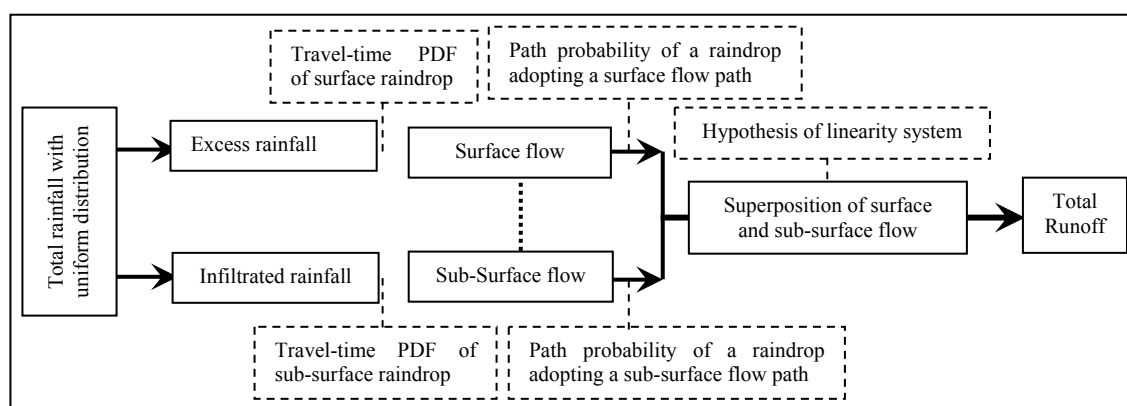 Total rainfall with
uniform distribution
Travel-time PDF
of surface raindrop
Excess rainfall
Path probability of a raindrop
adopting a surface flow path
Surface flow
Hypothesis of linearity system
Superposition of surface
and sub-surface flow
Total
Runoff
Infiltrated rainfall
Sub-Surface flow
Travel-time PDF of
sub-surface raindrop
Path probability of a raindrop
adopting a sub-surface flow path